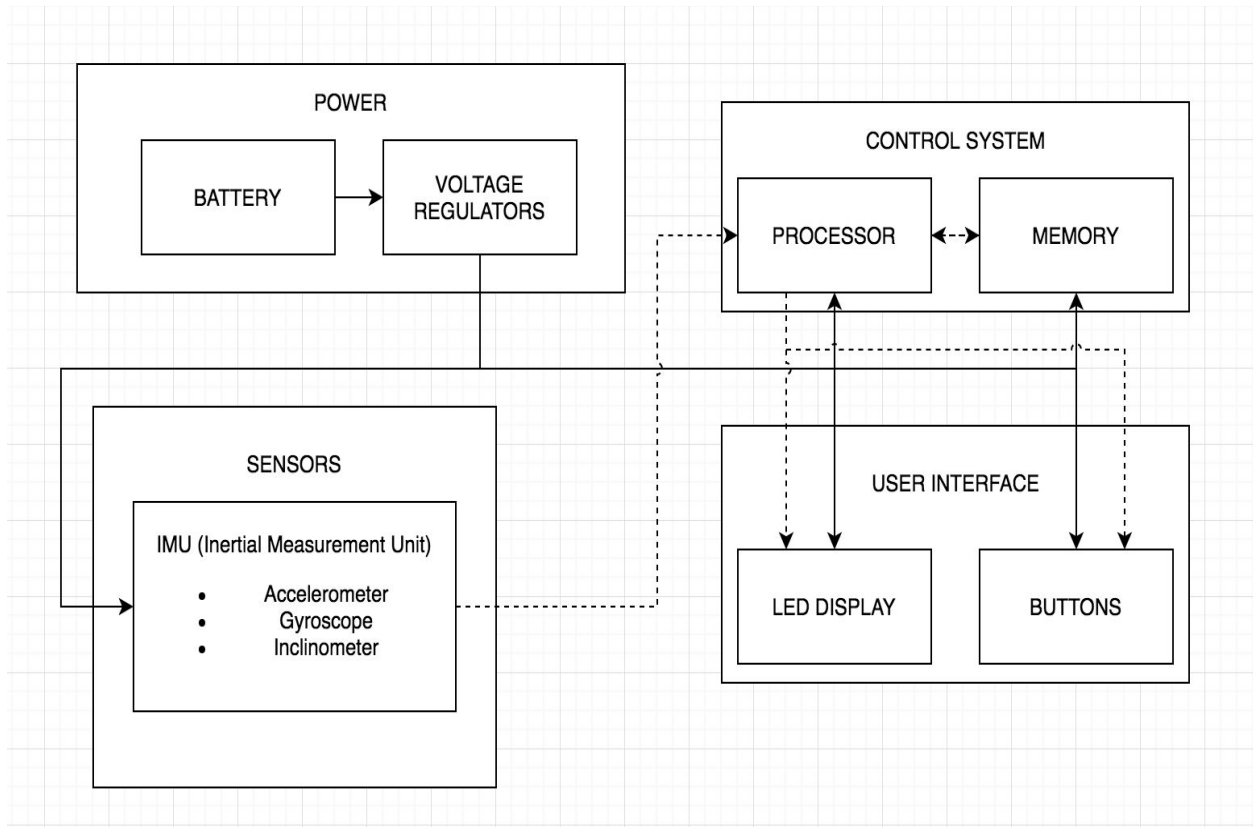 POWER
BATTERY
VOLTAGE
REGULATORS
CONTROL SYSTEM
PROCESSOR
MEMORY
SENSORS
IMU (Inertial Measurement Unit)
• Accelerometer
• Gyroscope
• Inclinometer
USER INTERFACE
LED DISPLAY
BUTTONS